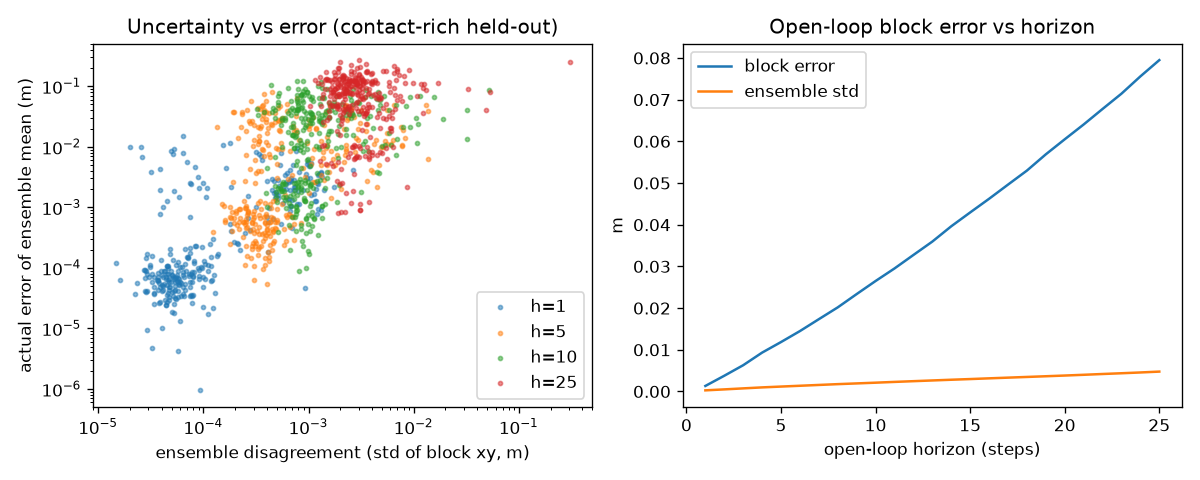 Uncertainty vs error (contact-rich held-out)
actual error of ensemble mean (m)
10⁻¹
10⁻²
10⁻³
10⁻⁴
10⁻⁵
10⁻⁶
h=1
h=5
h=10
h=25
10⁻⁵ 10⁻⁴ 10⁻³ 10⁻² 10⁻¹
ensemble disagreement (std of block xy, m)
Open-loop block error vs horizon
m
0.08
0.07
0.06
0.05
0.04
0.03
0.02
0.01
0.00
block error
ensemble std
0 5 10 15 20 25
open-loop horizon (steps)